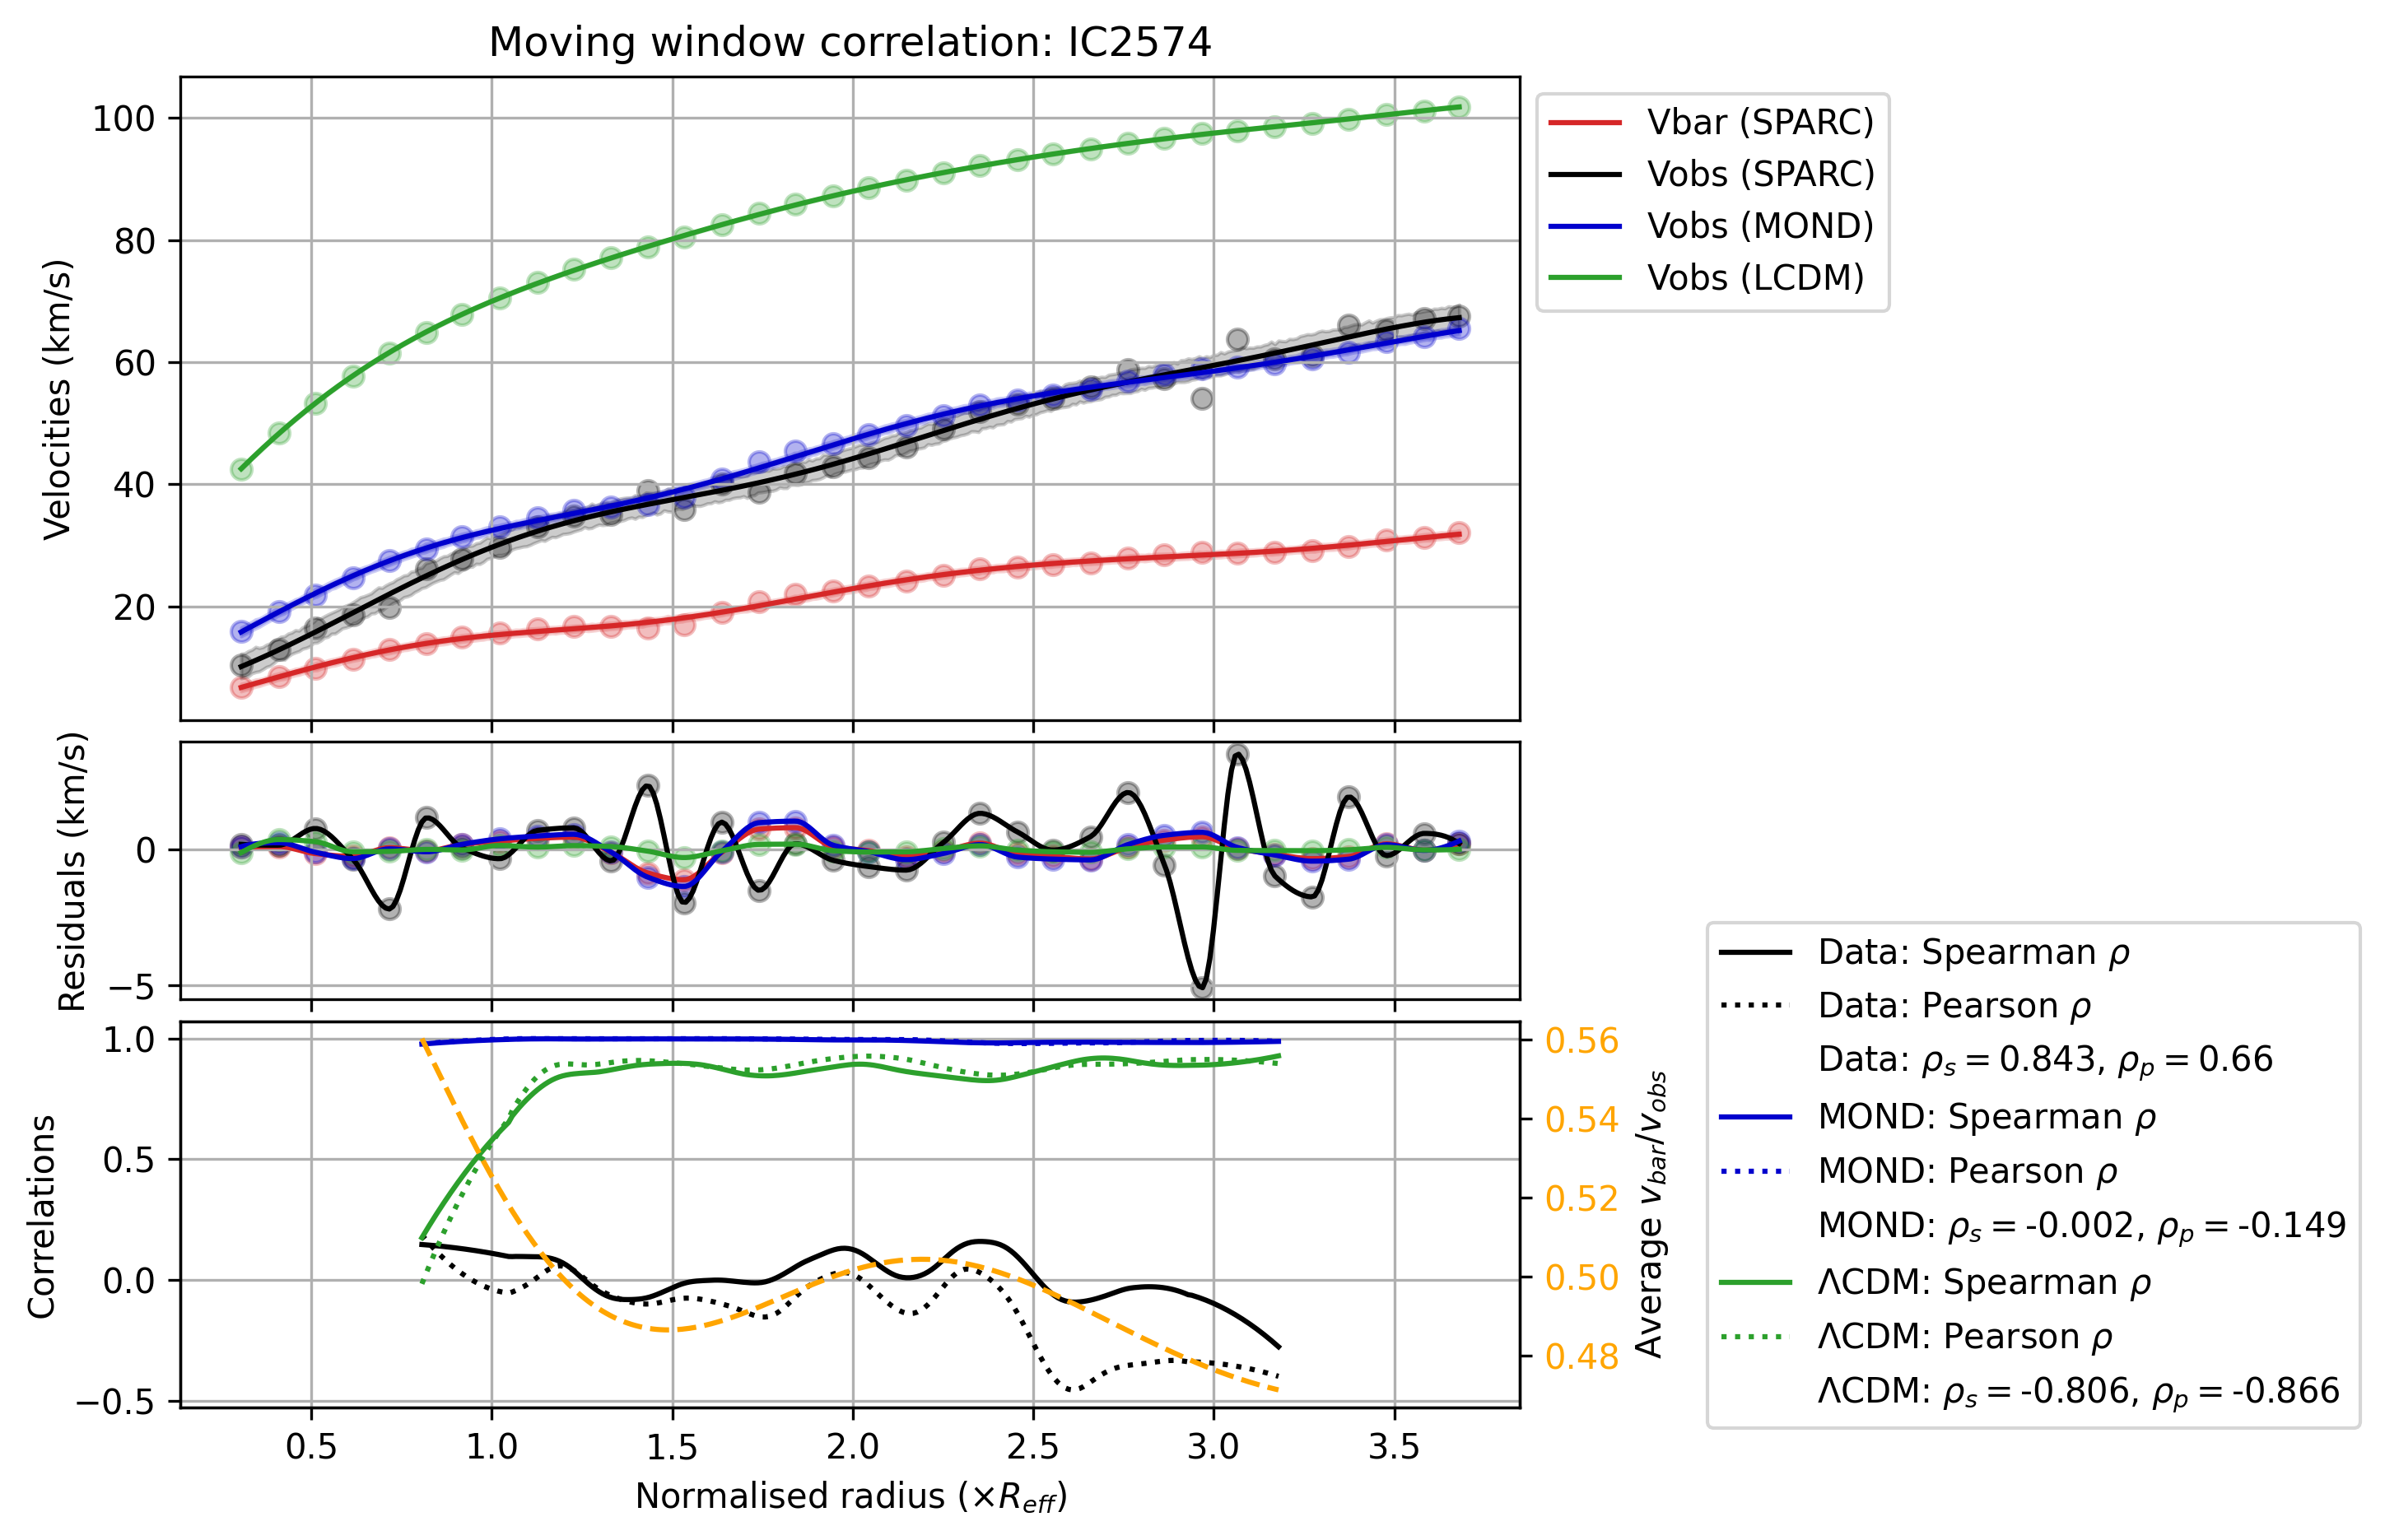 Moving window correlation: IC2574
100
80
60
40
20
Velocities (km/s)
Vbar (SPARC)
Vobs (SPARC)
Vobs (MOND)
Vobs (LCDM)
0
−5
Residuals (km/s)
1.0
0.5
0.0
−0.5
Correlations
0.56
0.54
0.52
0.50
0.48
Average v_bar/v_obs
0.5 1.0 1.5 2.0 2.5 3.0 3.5
Normalised radius (×R_eff)
Data: Spearman ρ
Data: Pearson ρ
Data: ρ_s = 0.843, ρ_p = 0.66
MOND: Spearman ρ
MOND: Pearson ρ
MOND: ρ_s = -0.002, ρ_p = -0.149
ΛCDM: Spearman ρ
ΛCDM: Pearson ρ
ΛCDM: ρ_s = -0.806, ρ_p = -0.866